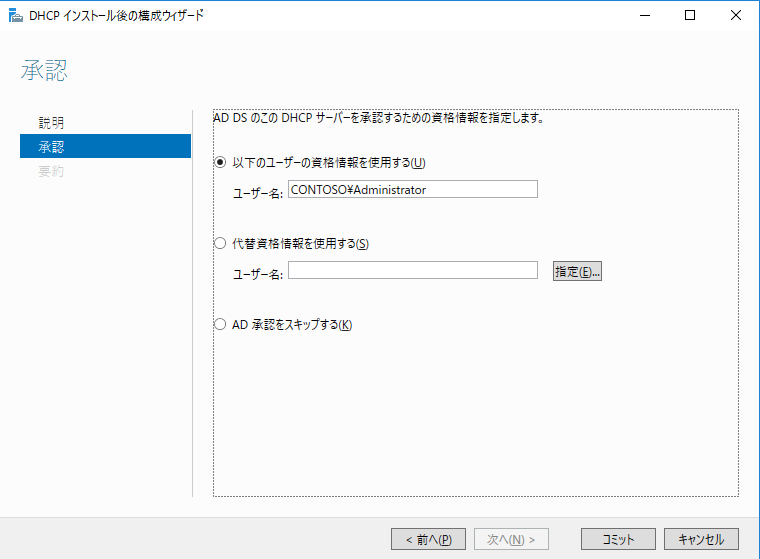 DHCP インストール後の構成ウィザード
承認
説明
承認
要約
AD DS のこの DHCP サーバーを承認するための資格情報を指定します。
以下のユーザーの資格情報を使用する(U)
ユーザー名: CONTOSO¥Administrator
代替資格情報を使用する(S)
ユーザー名: 指定(E)...
AD 承認をスキップする(K)
< 前へ(P) 次へ(N) > コミット キャンセル